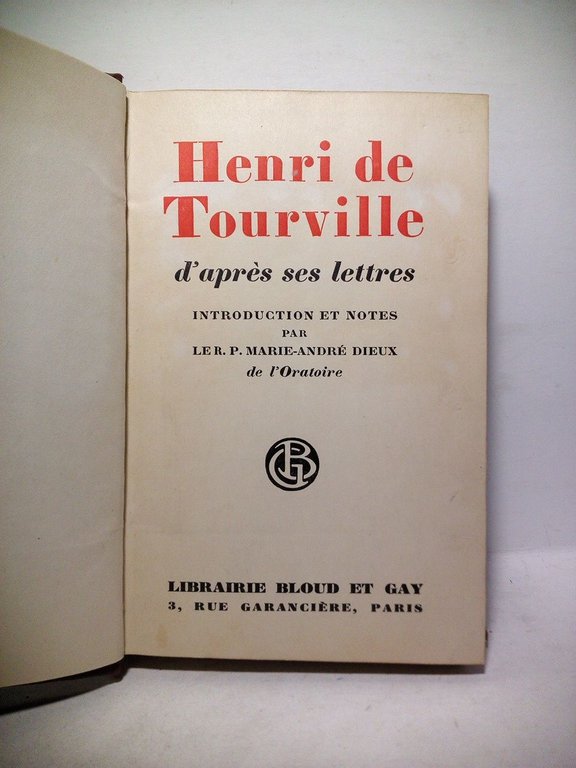 Henri de
Tourville
d'après ses lettres
INTRODUCTION ET NOTES
PAR
LE R. P. MARIE-ANDRÉ DIEUX
de l'Oratoire
BG
LIBRAIRIE BLOUD ET GAY
3, RUE GARANCIÈRE, PARIS